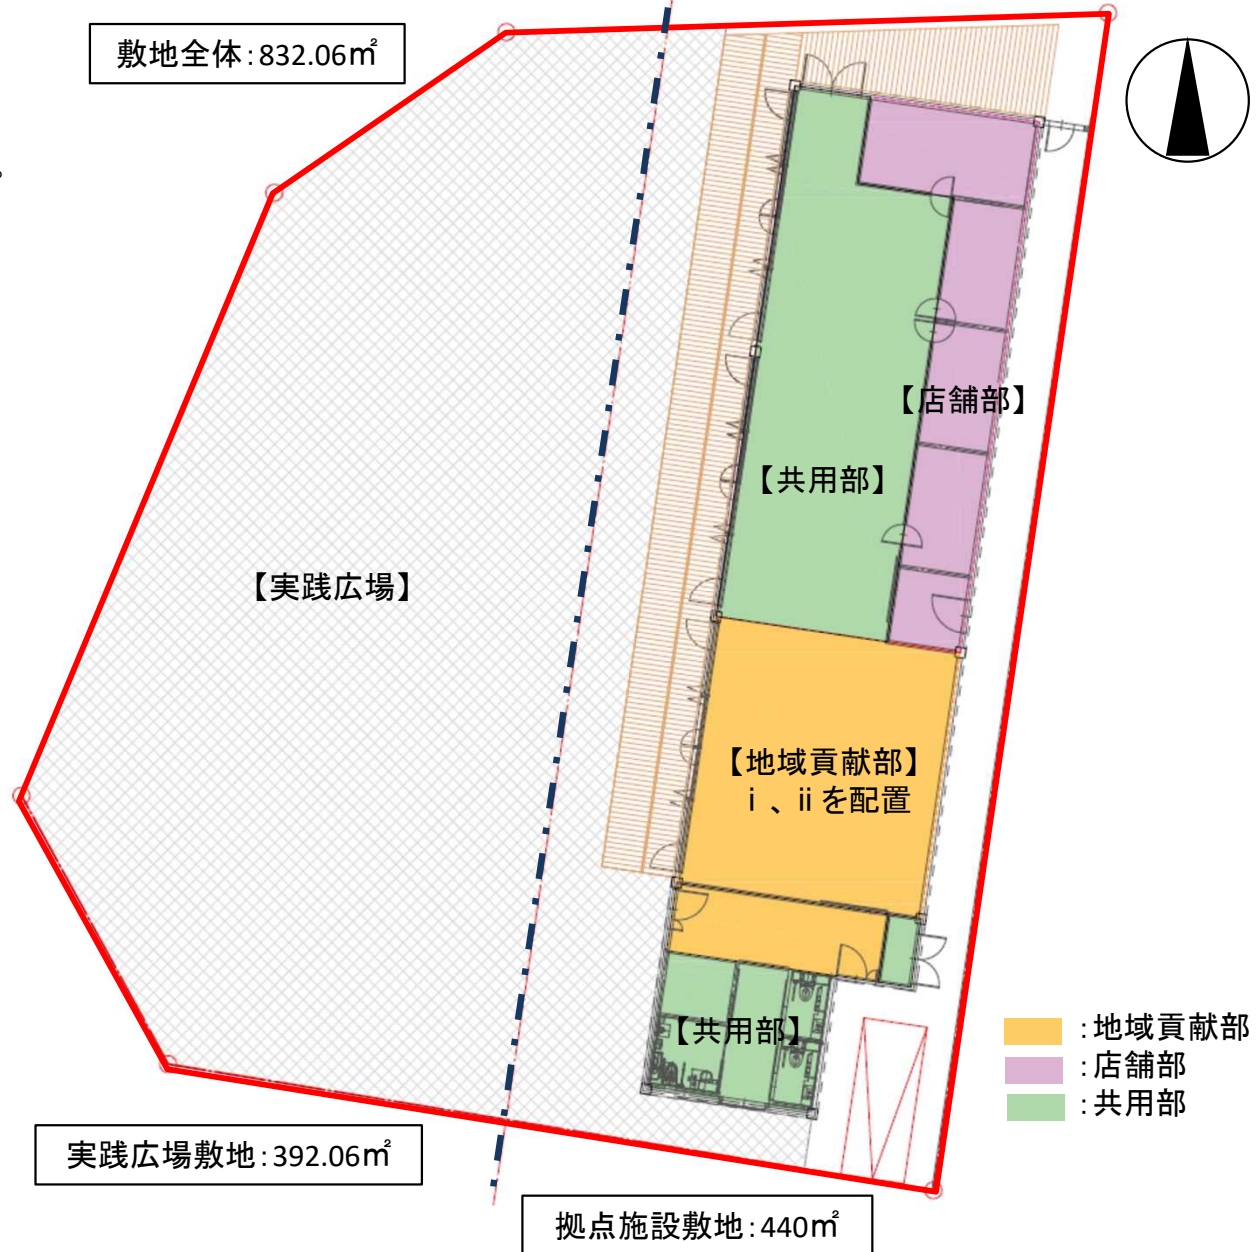 敷地全体：832.06㎡
。
【店舗部】
【共用部】
【実践広場】
【地域貢献部】
ⅰ、ⅱを配置
【共用部】
：地域貢献部
：店舗部
：共用部
実践広場敷地：392.06㎡
拠点施設敷地：440㎡